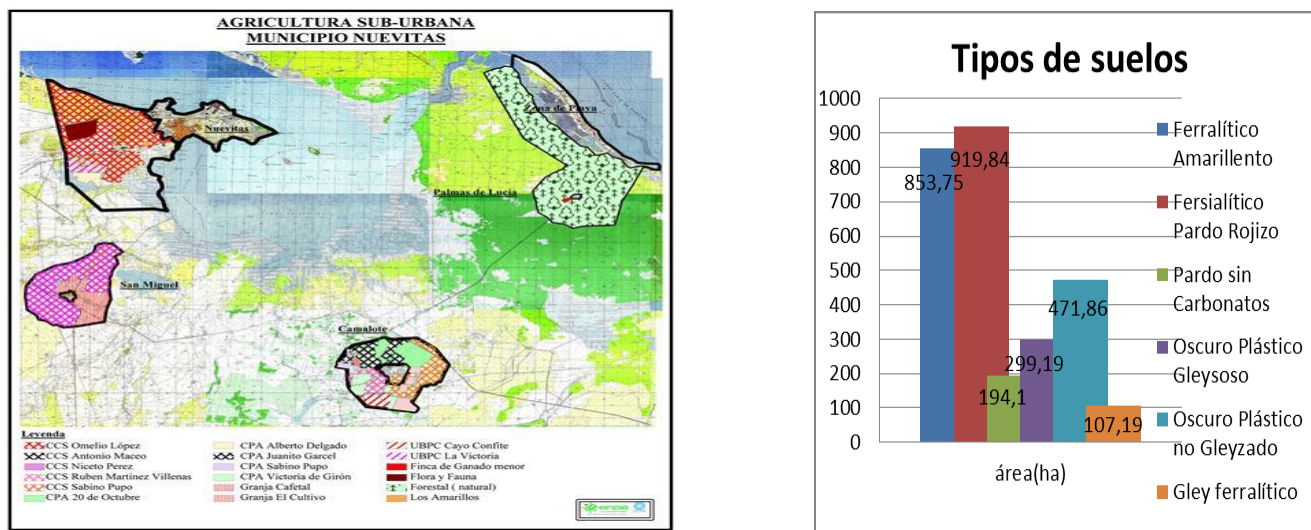 AGRICULTURA SUB-URBANA
MUNICIPIO NUEVITAS
Nuevitas
Zona de Playa
Palmas de Lucia
San Miguel
Camalote
Leyenda
CCS Omelio López
CCS Antonio Maceo
CCS Niceto Perez
CCS Ruben Martinez Villenas
CCS Sabino Pupo
CPA 20 de Octubre
CPA Alberto Delgado
CPA Juanito Garcel
CPA Sabino Pupo
CPA Victoria de Girón
Granja Cafetal
Granja El Cultivo
UBPC Cayo Confite
UBPC La Victoria
Finca de Ganado menor
Flora y Fauna
Forestal ( natural)
Los Amarillos
Tipos de suelos
1000
900
800
700
600
500
400
300
200
100
0
853,75
919,84
194,1
299,19
471,86
107,19
área(ha)
Ferralítico
Amarillento
Fersialítico
Pardo Rojizo
Pardo sin
Carbonatos
Oscuro Plástico
Gleysoso
Oscuro Plástico
no Gleyzado
Gley ferralítico